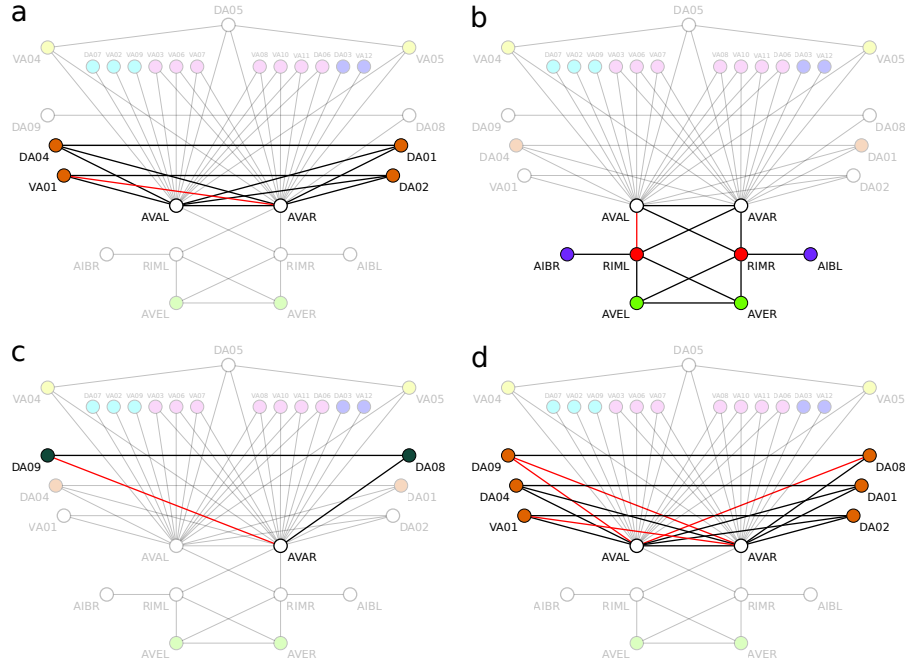 a
DA05
VA04
DA07 VA02 VA09 VA03 VA06 VA07 VA08 VA10 VA11 DA06 DA03 VA12
VA05
DA09
DA08
DA04
DA01
VA01
DA02
AVAL
AVAR
AIBR
RIML
RIMR
AIBL
AVEL
AVER
b
DA05
VA04
DA07 VA02 VA09 VA03 VA06 VA07 VA08 VA10 VA11 DA06 DA03 VA12
VA05
DA09
DA08
DA04
DA01
VA01
DA02
AVAL
AVAR
AIBR
RIML
RIMR
AIBL
AVEL
AVER
c
DA05
VA04
DA07 VA02 VA09 VA03 VA06 VA07 VA08 VA10 VA11 DA06 DA03 VA12
VA05
DA09
DA08
DA04
DA01
VA01
DA02
AVAL
AVAR
AIBR
RIML
RIMR
AIBL
AVEL
AVER
d
DA05
VA04
DA07 VA02 VA09 VA03 VA06 VA07 VA08 VA10 VA11 DA06 DA03 VA12
VA05
DA09
DA08
DA04
DA01
VA01
DA02
AVAL
AVAR
AIBR
RIML
RIMR
AIBL
AVEL
AVER